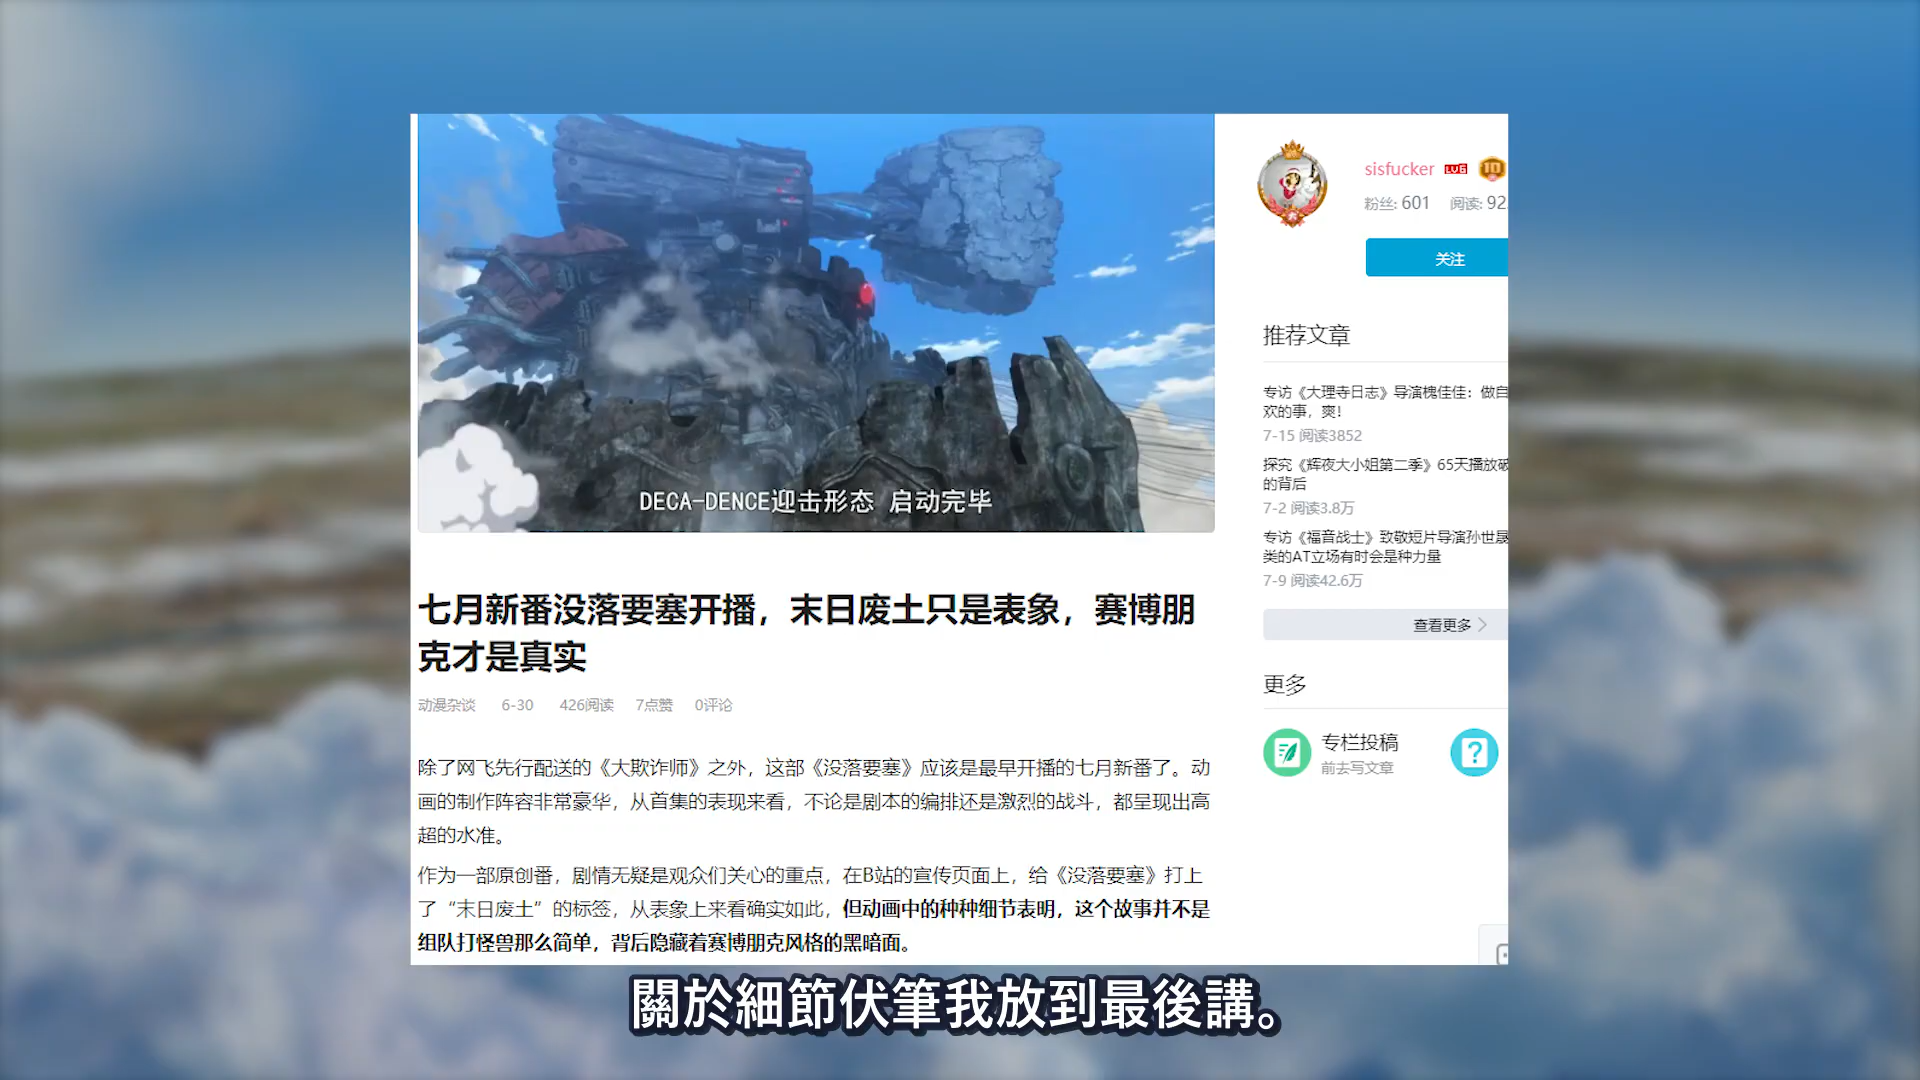 DECA-DENCE迎击形态 启动完毕
七月新番没落要塞开播，末日废土只是表象，赛博朋
克才是真实
动漫杂谈 6-30 426阅读 7点赞 0评论
除了网飞先行配送的《大欺诈师》之外，这部《没落要塞》应该是最早开播的七月新番了。动
画的制作阵容非常豪华，从首集的表现来看，不论是剧本的编排还是激烈的战斗，都呈现出高
超的水准。
作为一部原创番，剧情无疑是观众们关心的重点，在B站的宣传页面上，给《没落要塞》打上
了“末日废土”的标签，从表象上来看确实如此，但动画中的种种细节表明，这个故事并不是
组队打怪兽那么简单，背后隐藏着赛博朋克风格的黑暗面。
sisfucker LV6 10
粉丝: 601 阅读: 92
关注
推荐文章
专访《大理寺日志》导演槐佳佳：做自
欢的事，爽！
7-15 阅读3852
探究《辉夜大小姐第二季》65天播放破
的背后
7-2 阅读3.8万
专访《福音战士》致敬短片导演孙世晟
类的AT立场有时会是种力量
7-9 阅读42.6万
查看更多
更多
专栏投稿
前去写文章
?
關於細節伏筆我放到最後講。